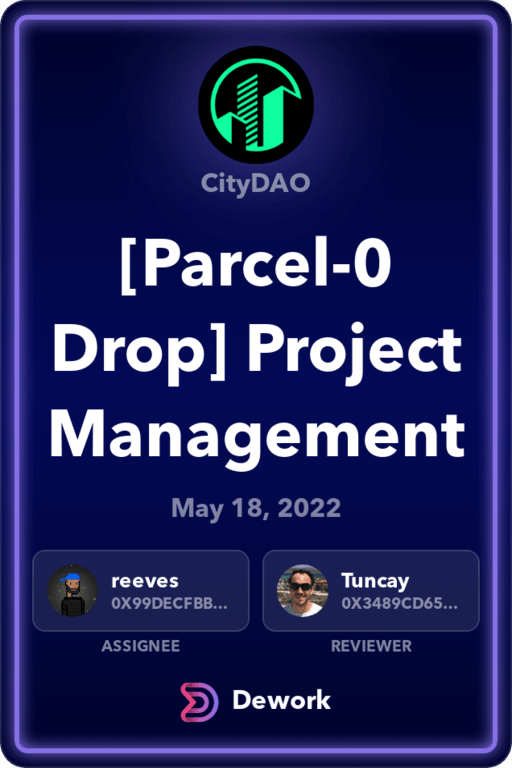 CityDAO
[Parcel-0
Drop] Project
Management
May 18, 2022
reeves
0X99DECFBB...
Tuncay
0X3489CD65...
ASSIGNEE
REVIEWER
Dework